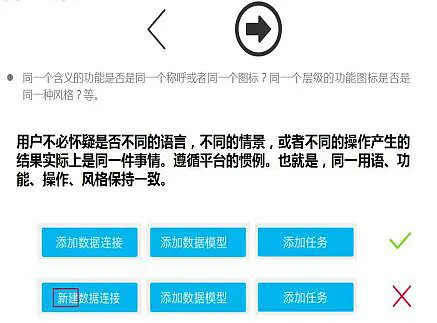 同一个含义的功能是否是同一个称呼或者同一个图标？同一个层级的功能图标是否是
同一种风格？等。
用户不必怀疑是否不同的语言，不同的情景，或者不同的操作产生的
结果实际上是同一件事情。遵循平台的惯例。也就是，同一用语、功
能、操作、风格保持一致。
添加数据连接 添加数据模型 添加任务
新建数据连接 添加数据模型 添加任务